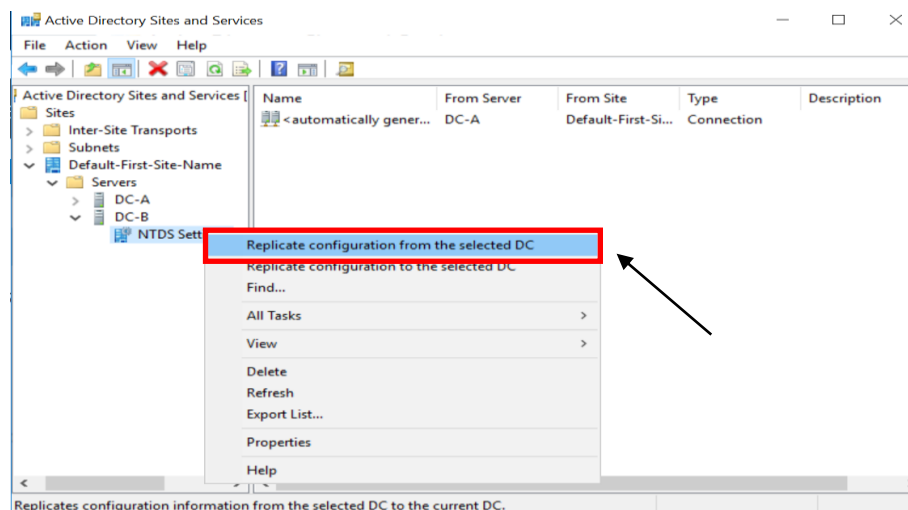 Active Directory Sites and Services
File Action View Help
Active Directory Sites and Services [
Sites
Inter-Site Transports
Subnets
Default-First-Site-Name
Servers
DC-A
DC-B
NTDS Sett
Name From Server From Site Type Description
<automatically gener... DC-A Default-First-Si... Connection
Replicate configuration from the selected DC
Replicate configuration to the selected DC
Find...
All Tasks
View
Delete
Refresh
Export List...
Properties
Help
Replicates configuration information from the selected DC to the current DC.